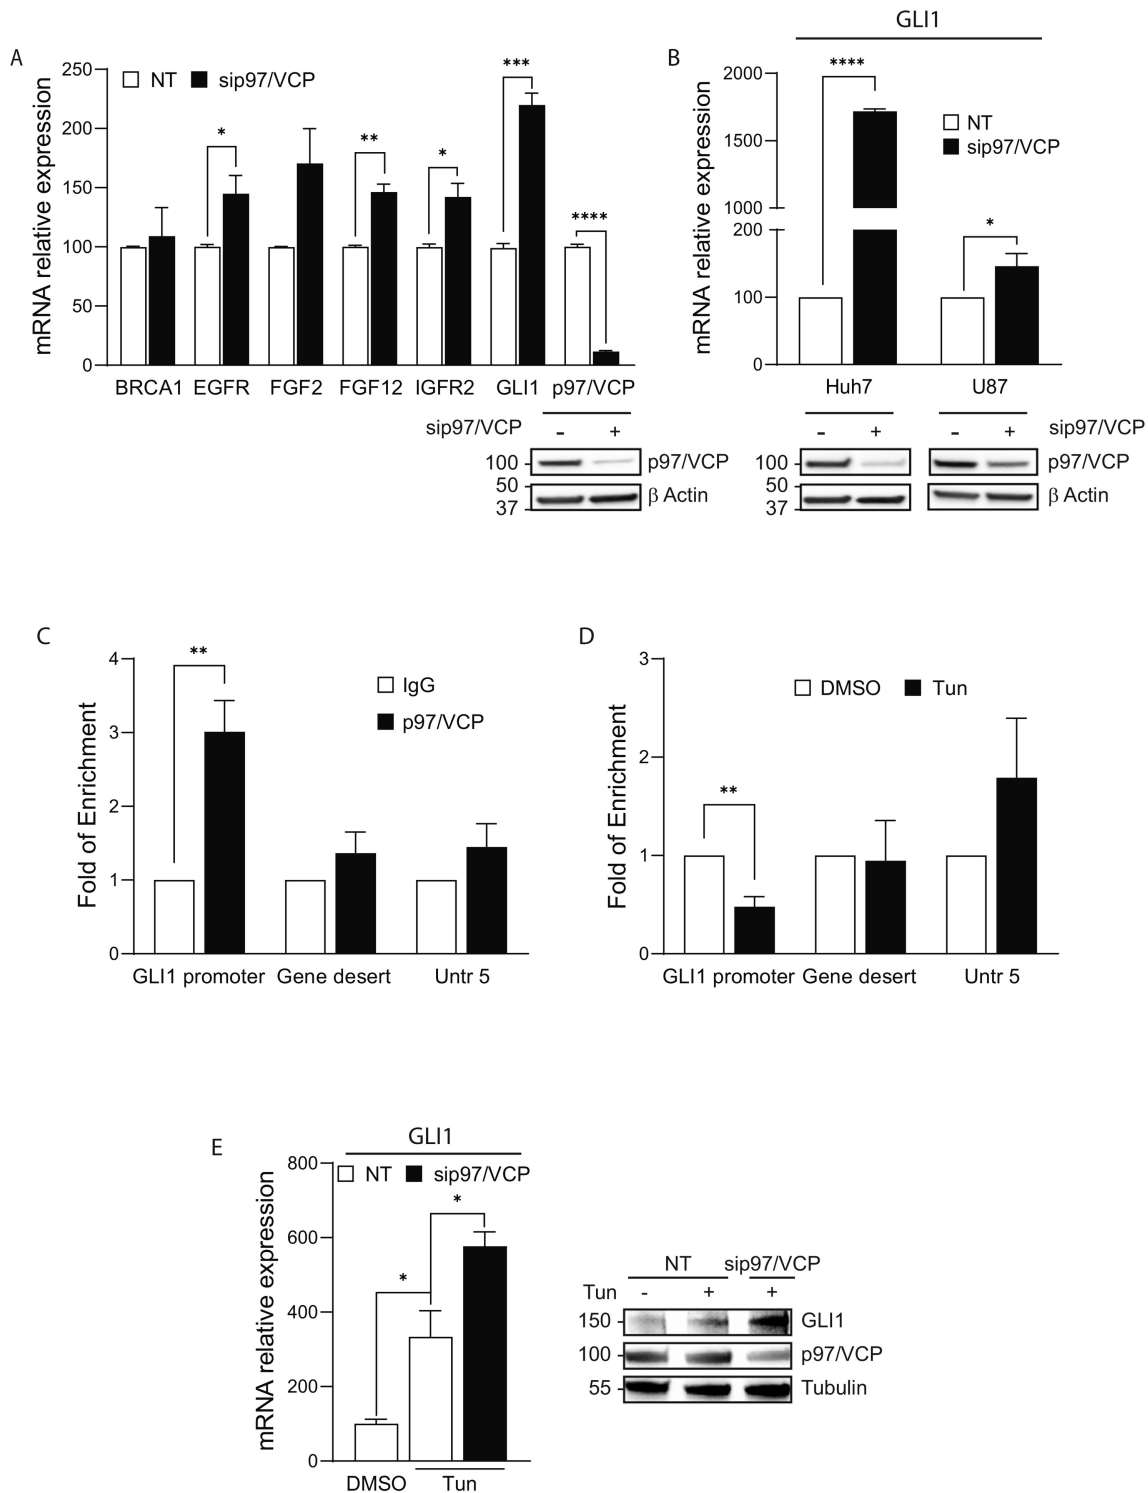 A
mRNA relative expression
250
200
150
100
50
0
NT sip97/VCP
*
**
*
***
****
BRCA1 EGFR FGF2 FGF12 IGFR2 GLI1 p97/VCP
sip97/VCP - +
100 p97/VCP
50
37
β Actin
B
GLI1
mRNA relative expression
2000
1500
1000
200
100
0
****
NT
sip97/VCP
*
Huh7 U87
- + - + sip97/VCP
100 p97/VCP
50
37
β Actin
C
Fold of Enrichment
4
3
2
1
0
**
IgG
p97/VCP
GLI1 promoter Gene desert Untr 5
D
Fold of Enrichment
3
2
1
0
DMSO Tun
**
GLI1 promoter Gene desert Untr 5
E
GLI1
mRNA relative expression
800
600
400
200
0
NT sip97/VCP
*
*
DMSO Tun
NT sip97/VCP
Tun - + +
150 GLI1
100 p97/VCP
55 Tubulin